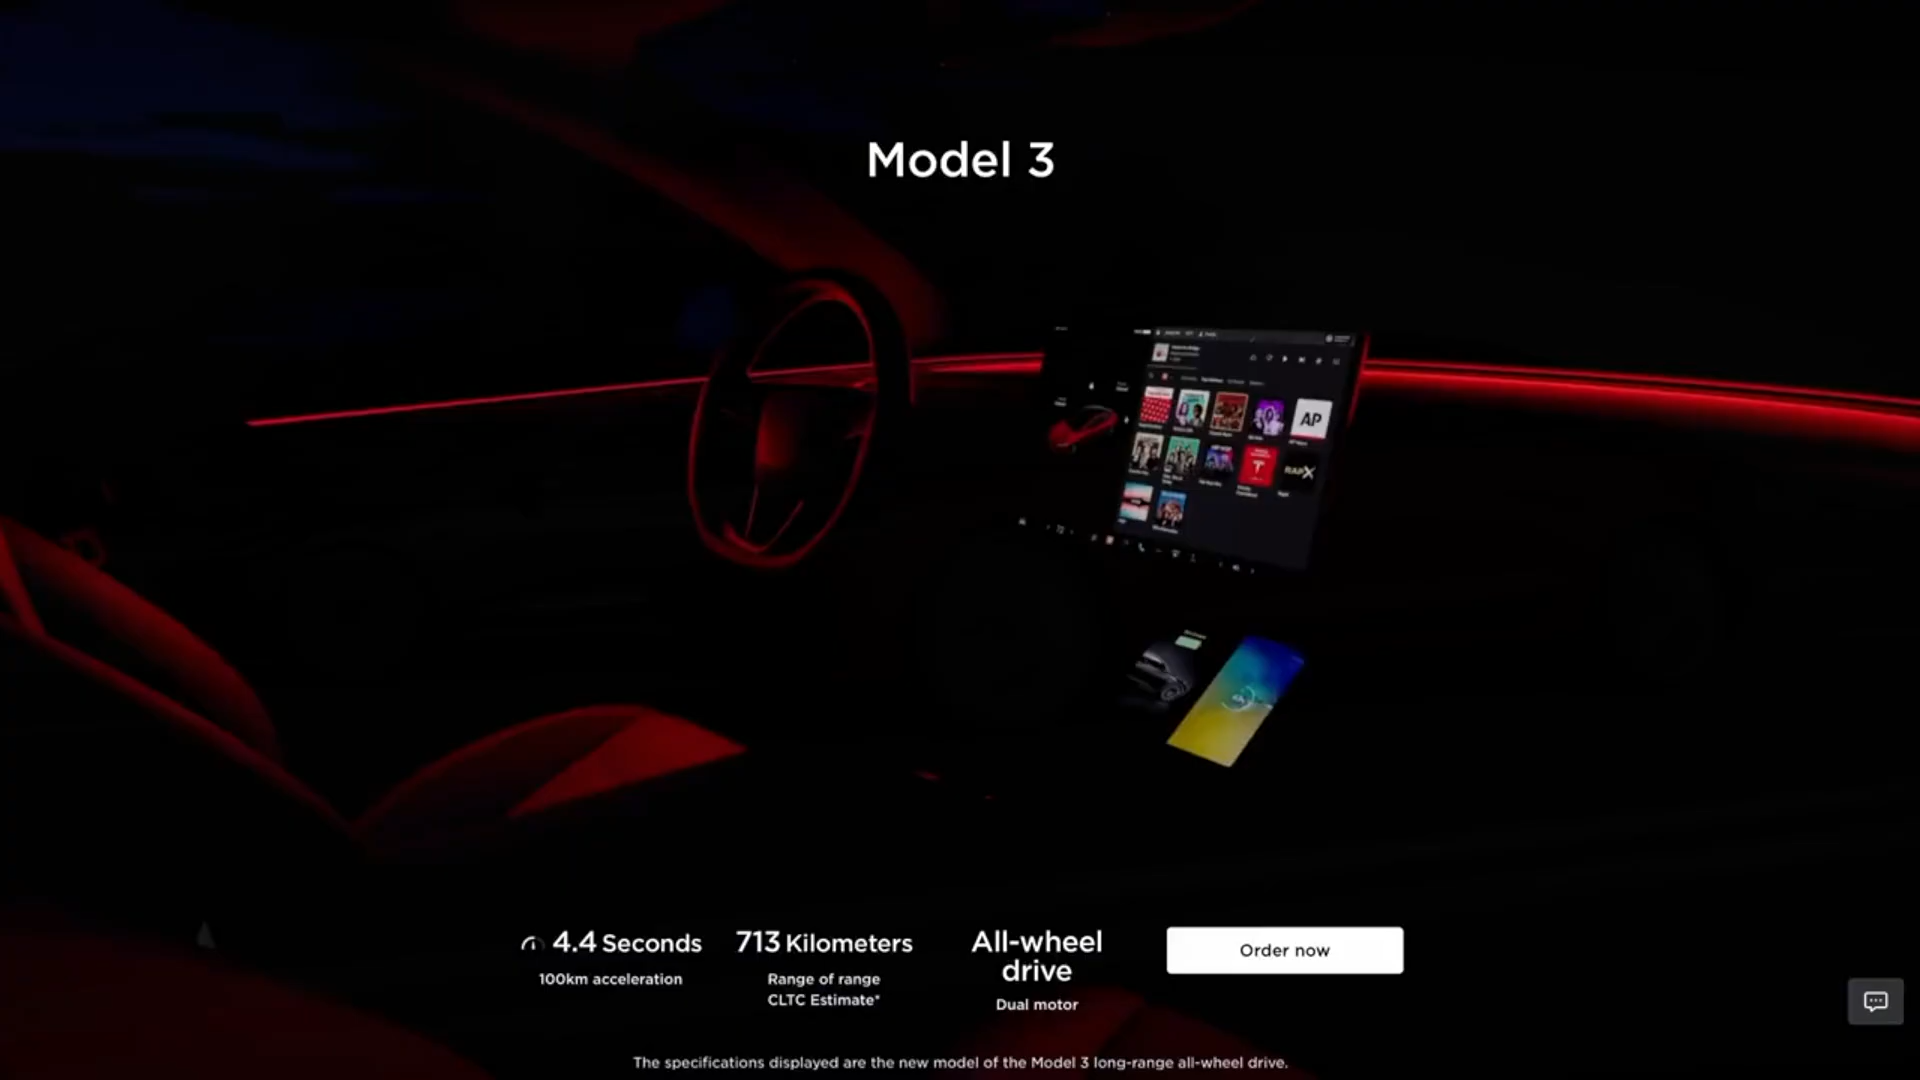 Model 3
AP
RAPX
4.4 Seconds
100km acceleration
713 Kilometers
Range of range
CLTC Estimate*
All-wheel
drive
Dual motor
Order now
The specifications displayed are the new model of the Model 3 long-range all-wheel drive.